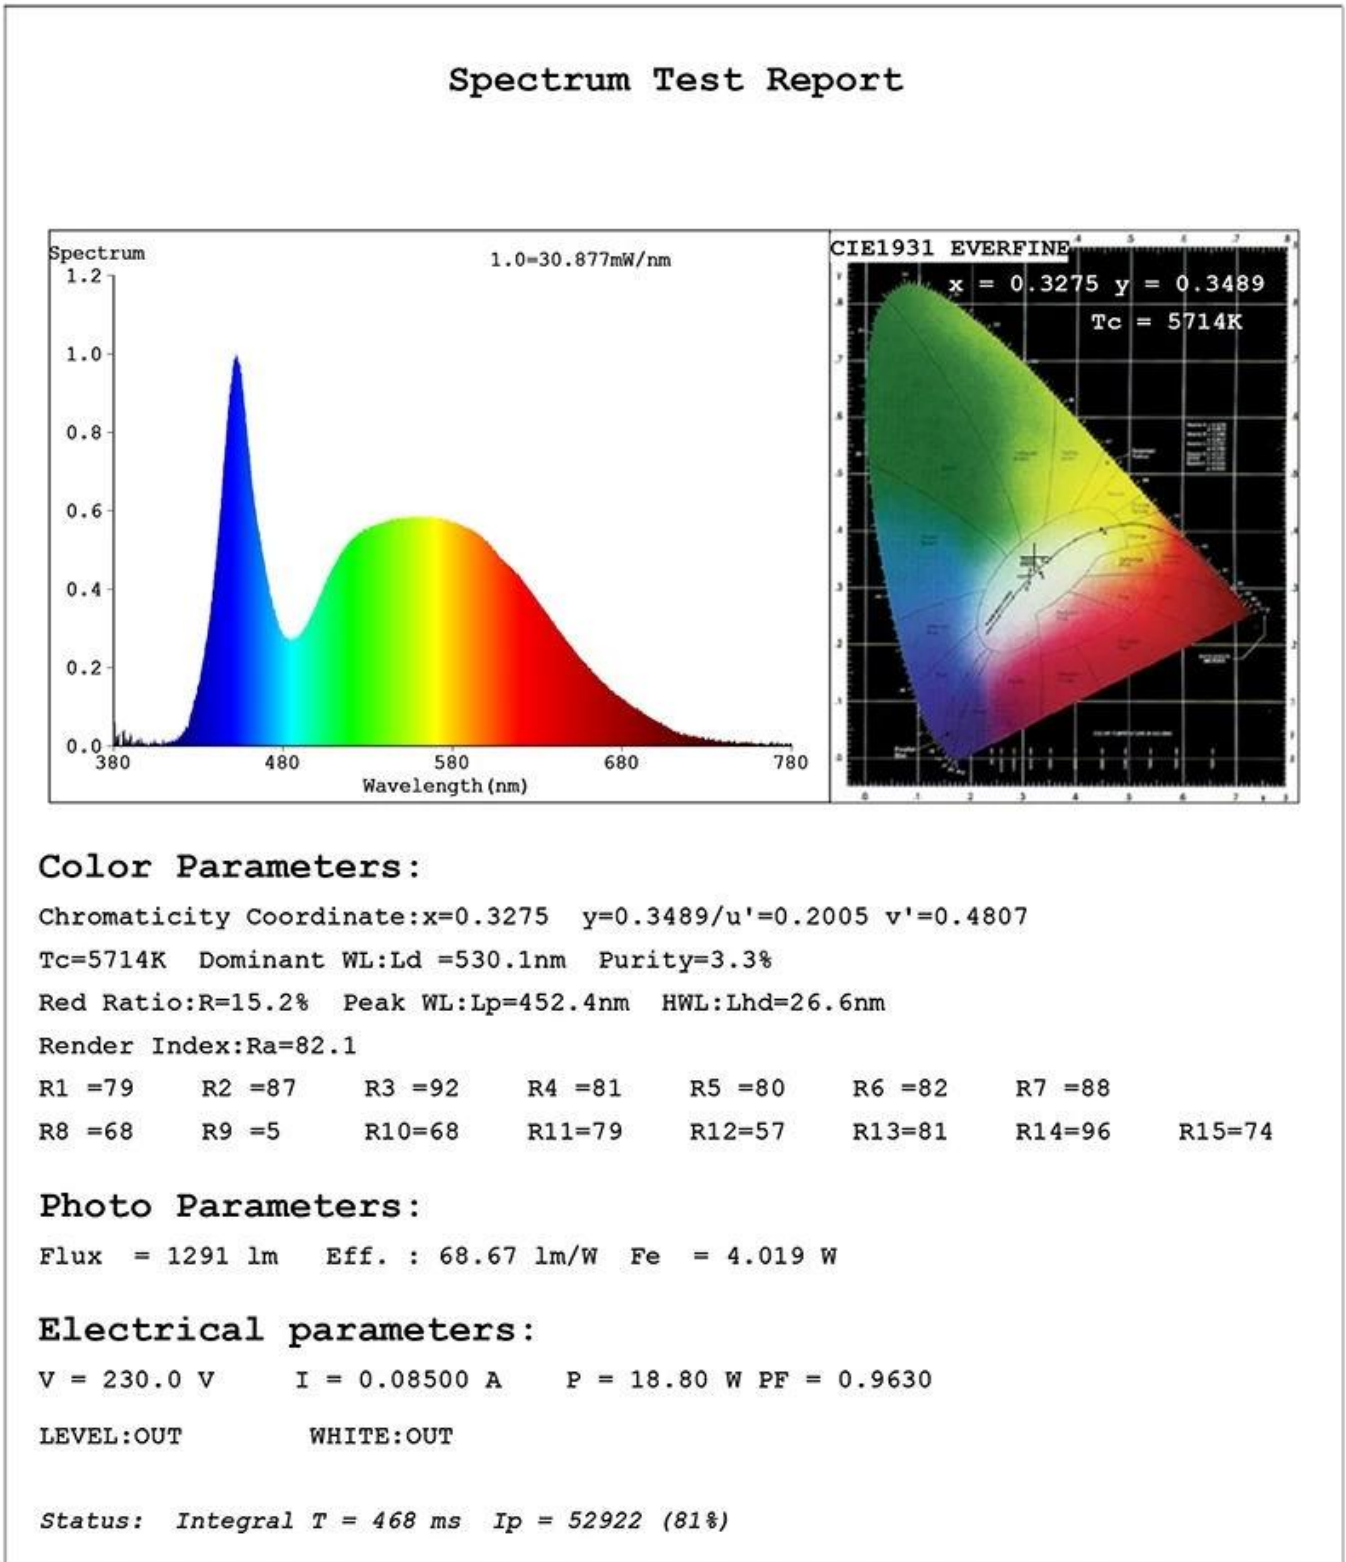 Spectrum Test Report
Spectrum
1.0=30.877mW/nm
1.2
1.0
0.8
0.6
0.4
0.2
0.0
380 480 580 680 780
Wavelength(nm)
CIE1931 EVERFINE
x = 0.3275 y = 0.3489
Tc = 5714K
Color Parameters:
Chromaticity Coordinate:x=0.3275 y=0.3489/u'=0.2005 v'=0.4807
Tc=5714K Dominant WL:Ld =530.1nm Purity=3.3%
Red Ratio:R=15.2% Peak WL:Lp=452.4nm HWL:Lhd=26.6nm
Render Index:Ra=82.1
R1 =79 R2 =87 R3 =92 R4 =81 R5 =80 R6 =82 R7 =88
R8 =68 R9 =5 R10=68 R11=79 R12=57 R13=81 R14=96 R15=74
Photo Parameters:
Flux = 1291 lm Eff. : 68.67 lm/W Fe = 4.019 W
Electrical parameters:
V = 230.0 V I = 0.08500 A P = 18.80 W PF = 0.9630
LEVEL:OUT WHITE:OUT
Status: Integral T = 468 ms Ip = 52922 (81%)